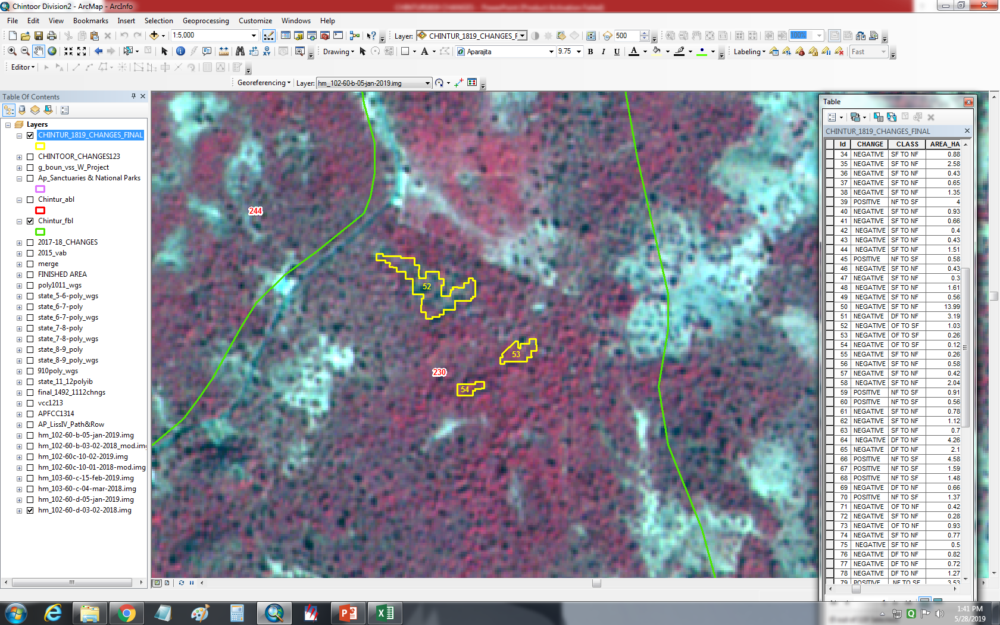 Chintoor Division2 - ArcMap - ArcInfo
File Edit View Bookmarks Insert Selection Geoprocessing Customize Windows Help
1:5,000
Layer: CHINTUR_1819_CHANGES_F
500
100%
Drawing
Aparajita
9.75
B I U A
Labeling
Fast
Editor
Georeferencing Layer: hm_102-60-b-05-jan-2019.img
Table Of Contents
Layers
CHINTUR_1819_CHANGES_FINAL
CHINTOOR_CHANGES123
g_boun_vss_W_Project
Ap_Sanctuaries & National Parks
Chintur_abl
Chintur_fbl
2017-18_CHANGES
2015_vab
merge
FINISHED AREA
poly1011_wgs
state_5-6-poly_wgs
state_6-7-poly
state_6-7-poly_wgs
state_7-8-poly
state_7-8-poly_wgs
state_8-9_poly
state_8-9_poly_wgs
910poly_wgs
state_11_12polyib
final_1492_1112chngs
vcc1213
APFCC1314
AP_LissIV_Path&Row
hm_102-60-b-05-jan-2019.img
hm_102-60-b-03-02-2018_mod.img
hm_102-60c-10-02-2019.img
hm_102-60c-10-01-2018-mod.img
hm_103-60-c-15-feb-2019.img
hm_103-60-c-04-mar-2018.img
hm_102-60-d-05-jan-2019.img
hm_102-60-d-03-02-2018.img
244
52
53
230
54
Table
CHINTUR_1819_CHANGES_FINAL
Id CHANGE CLASS AREA_HA
34 NEGATIVE SF TO NF 0.88
35 NEGATIVE SF TO NF 2.58
36 NEGATIVE SF TO NF 0.43
37 NEGATIVE SF TO NF 0.65
38 NEGATIVE SF TO NF 1.35
39 POSITIVE NF TO SF 4
40 NEGATIVE SF TO NF 0.93
41 NEGATIVE SF TO NF 0.66
42 NEGATIVE SF TO NF 0.4
43 NEGATIVE SF TO NF 0.43
44 NEGATIVE SF TO NF 1.51
45 POSITIVE NF TO SF 0.58
46 NEGATIVE SF TO NF 0.43
47 NEGATIVE SF TO NF 0.3
48 NEGATIVE SF TO NF 1.61
49 NEGATIVE SF TO NF 0.56
50 NEGATIVE SF TO NF 13.99
51 NEGATIVE DF TO NF 3.19
52 NEGATIVE OF TO SF 1.03
53 NEGATIVE OF TO SF 0.26
54 NEGATIVE OF TO SF 0.12
55 NEGATIVE SF TO NF 0.26
56 NEGATIVE SF TO NF 0.58
57 NEGATIVE SF TO NF 0.42
58 NEGATIVE SF TO NF 2.04
59 POSITIVE NF TO SF 0.91
60 POSITIVE NF TO SF 0.56
61 NEGATIVE SF TO NF 0.78
62 NEGATIVE SF TO NF 1.12
63 NEGATIVE SF TO NF 0.7
64 NEGATIVE DF TO NF 4.26
65 NEGATIVE DF TO NF 2.1
66 POSITIVE NF TO SF 4.58
67 POSITIVE NF TO SF 1.59
68 POSITIVE NF TO SF 1.48
69 NEGATIVE DF TO NF 0.66
70 POSITIVE NF TO SF 1.37
71 NEGATIVE OF TO NF 0.42
72 NEGATIVE SF TO NF 0.28
73 NEGATIVE OF TO NF 0.93
74 NEGATIVE SF TO NF 0.77
75 NEGATIVE SF TO NF 0.5
76 NEGATIVE DF TO NF 0.82
77 NEGATIVE DF TO NF 0.72
78 NEGATIVE DF TO NF 1.27
79 POSITIVE NF TO SF 3.53
1:41 PM
5/28/2019